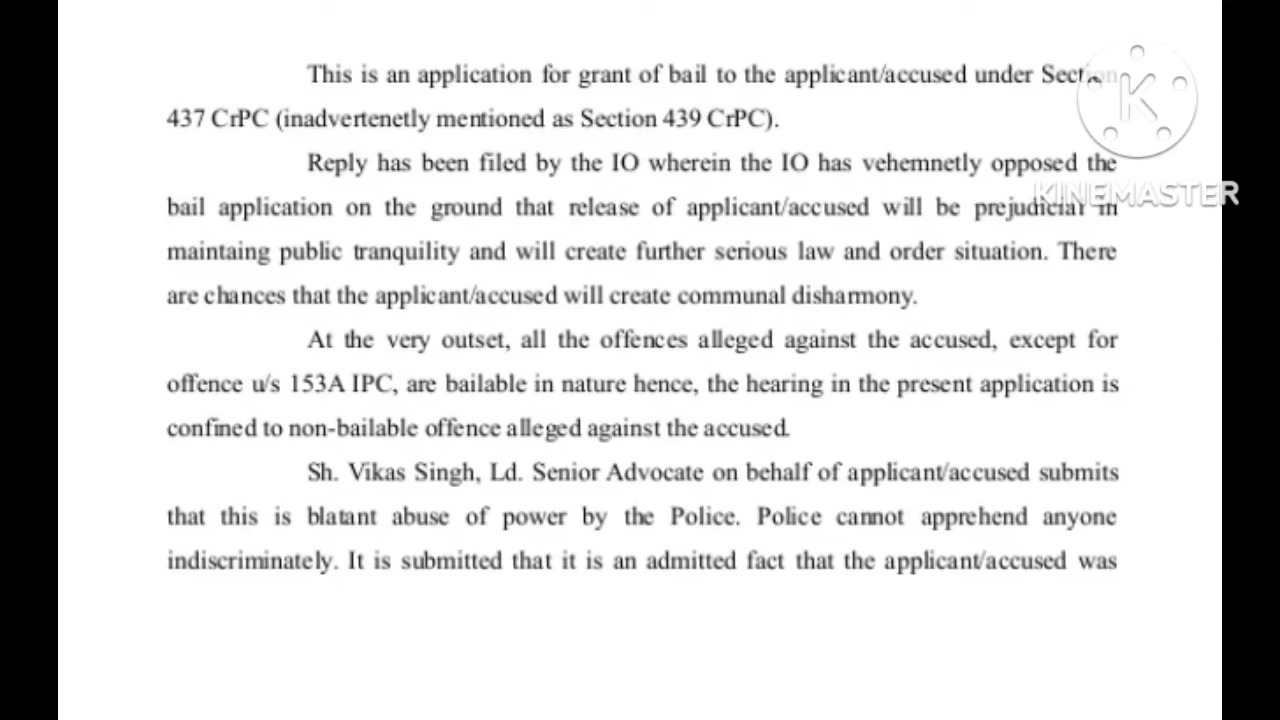 This is an application for grant of bail to the applicant/accused under Section
437 CrPC (inadvertenetly mentioned as Section 439 CrPC).
Reply has been filed by the IO wherein the IO has vehemnetly opposed the
bail application on the ground that release of applicant/accused will be prejudicial in
maintaing public tranquility and will create further serious law and order situation. There
are chances that the applicant/accused will create communal disharmony.
At the very outset, all the offences alleged against the accused, except for
offence u/s 153A IPC, are bailable in nature hence, the hearing in the present application is
confined to non-bailable offence alleged against the accused.
Sh. Vikas Singh, Ld. Senior Advocate on behalf of applicant/accused submits
that this is blatant abuse of power by the Police. Police cannot apprehend anyone
indiscriminately. It is submitted that it is an admitted fact that the applicant/accused was
K
KINEMASTER